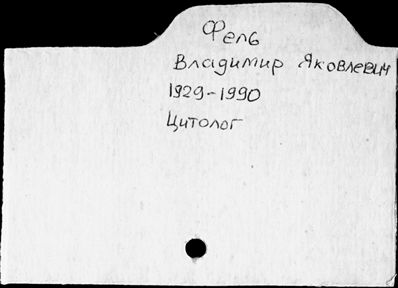 Фель
Владимир Яковлевич
1929-1990
Цитолог